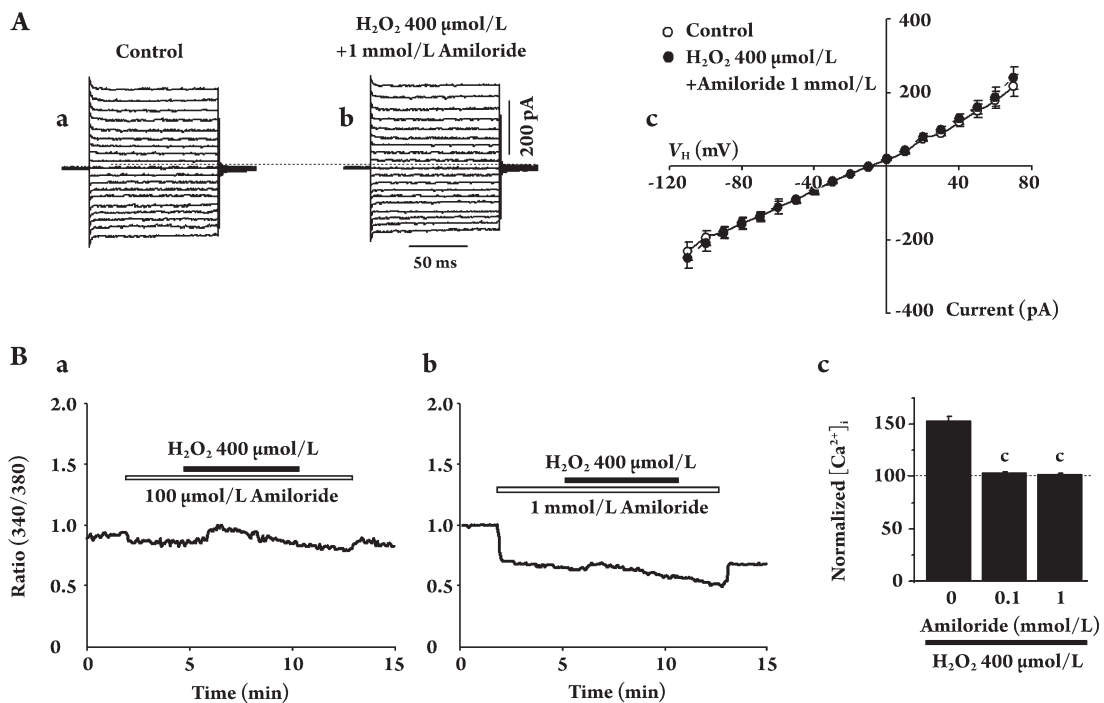 A
Control
H₂O₂ 400 μmol/L
+1 mmol/L Amiloride
a
b
200 pA
50 ms
c
Control
H₂O₂ 400 μmol/L
+Amiloride 1 mmol/L
400
200
V_H (mV)
-120 -80 -40 40 80
-200
-400
Current (pA)
B
a
2.0
1.5
1.0
0.5
0
Ratio (340/380)
H₂O₂ 400 μmol/L
100 μmol/L Amiloride
0 5 10 15
Time (min)
b
2.0
1.5
1.0
0.5
0
H₂O₂ 400 μmol/L
1 mmol/L Amiloride
0 5 10 15
Time (min)
c
Normalized [Ca²⁺]ᵢ
150
100
50
0
c c
0 0.1 1
Amiloride (mmol/L)
H₂O₂ 400 μmol/L